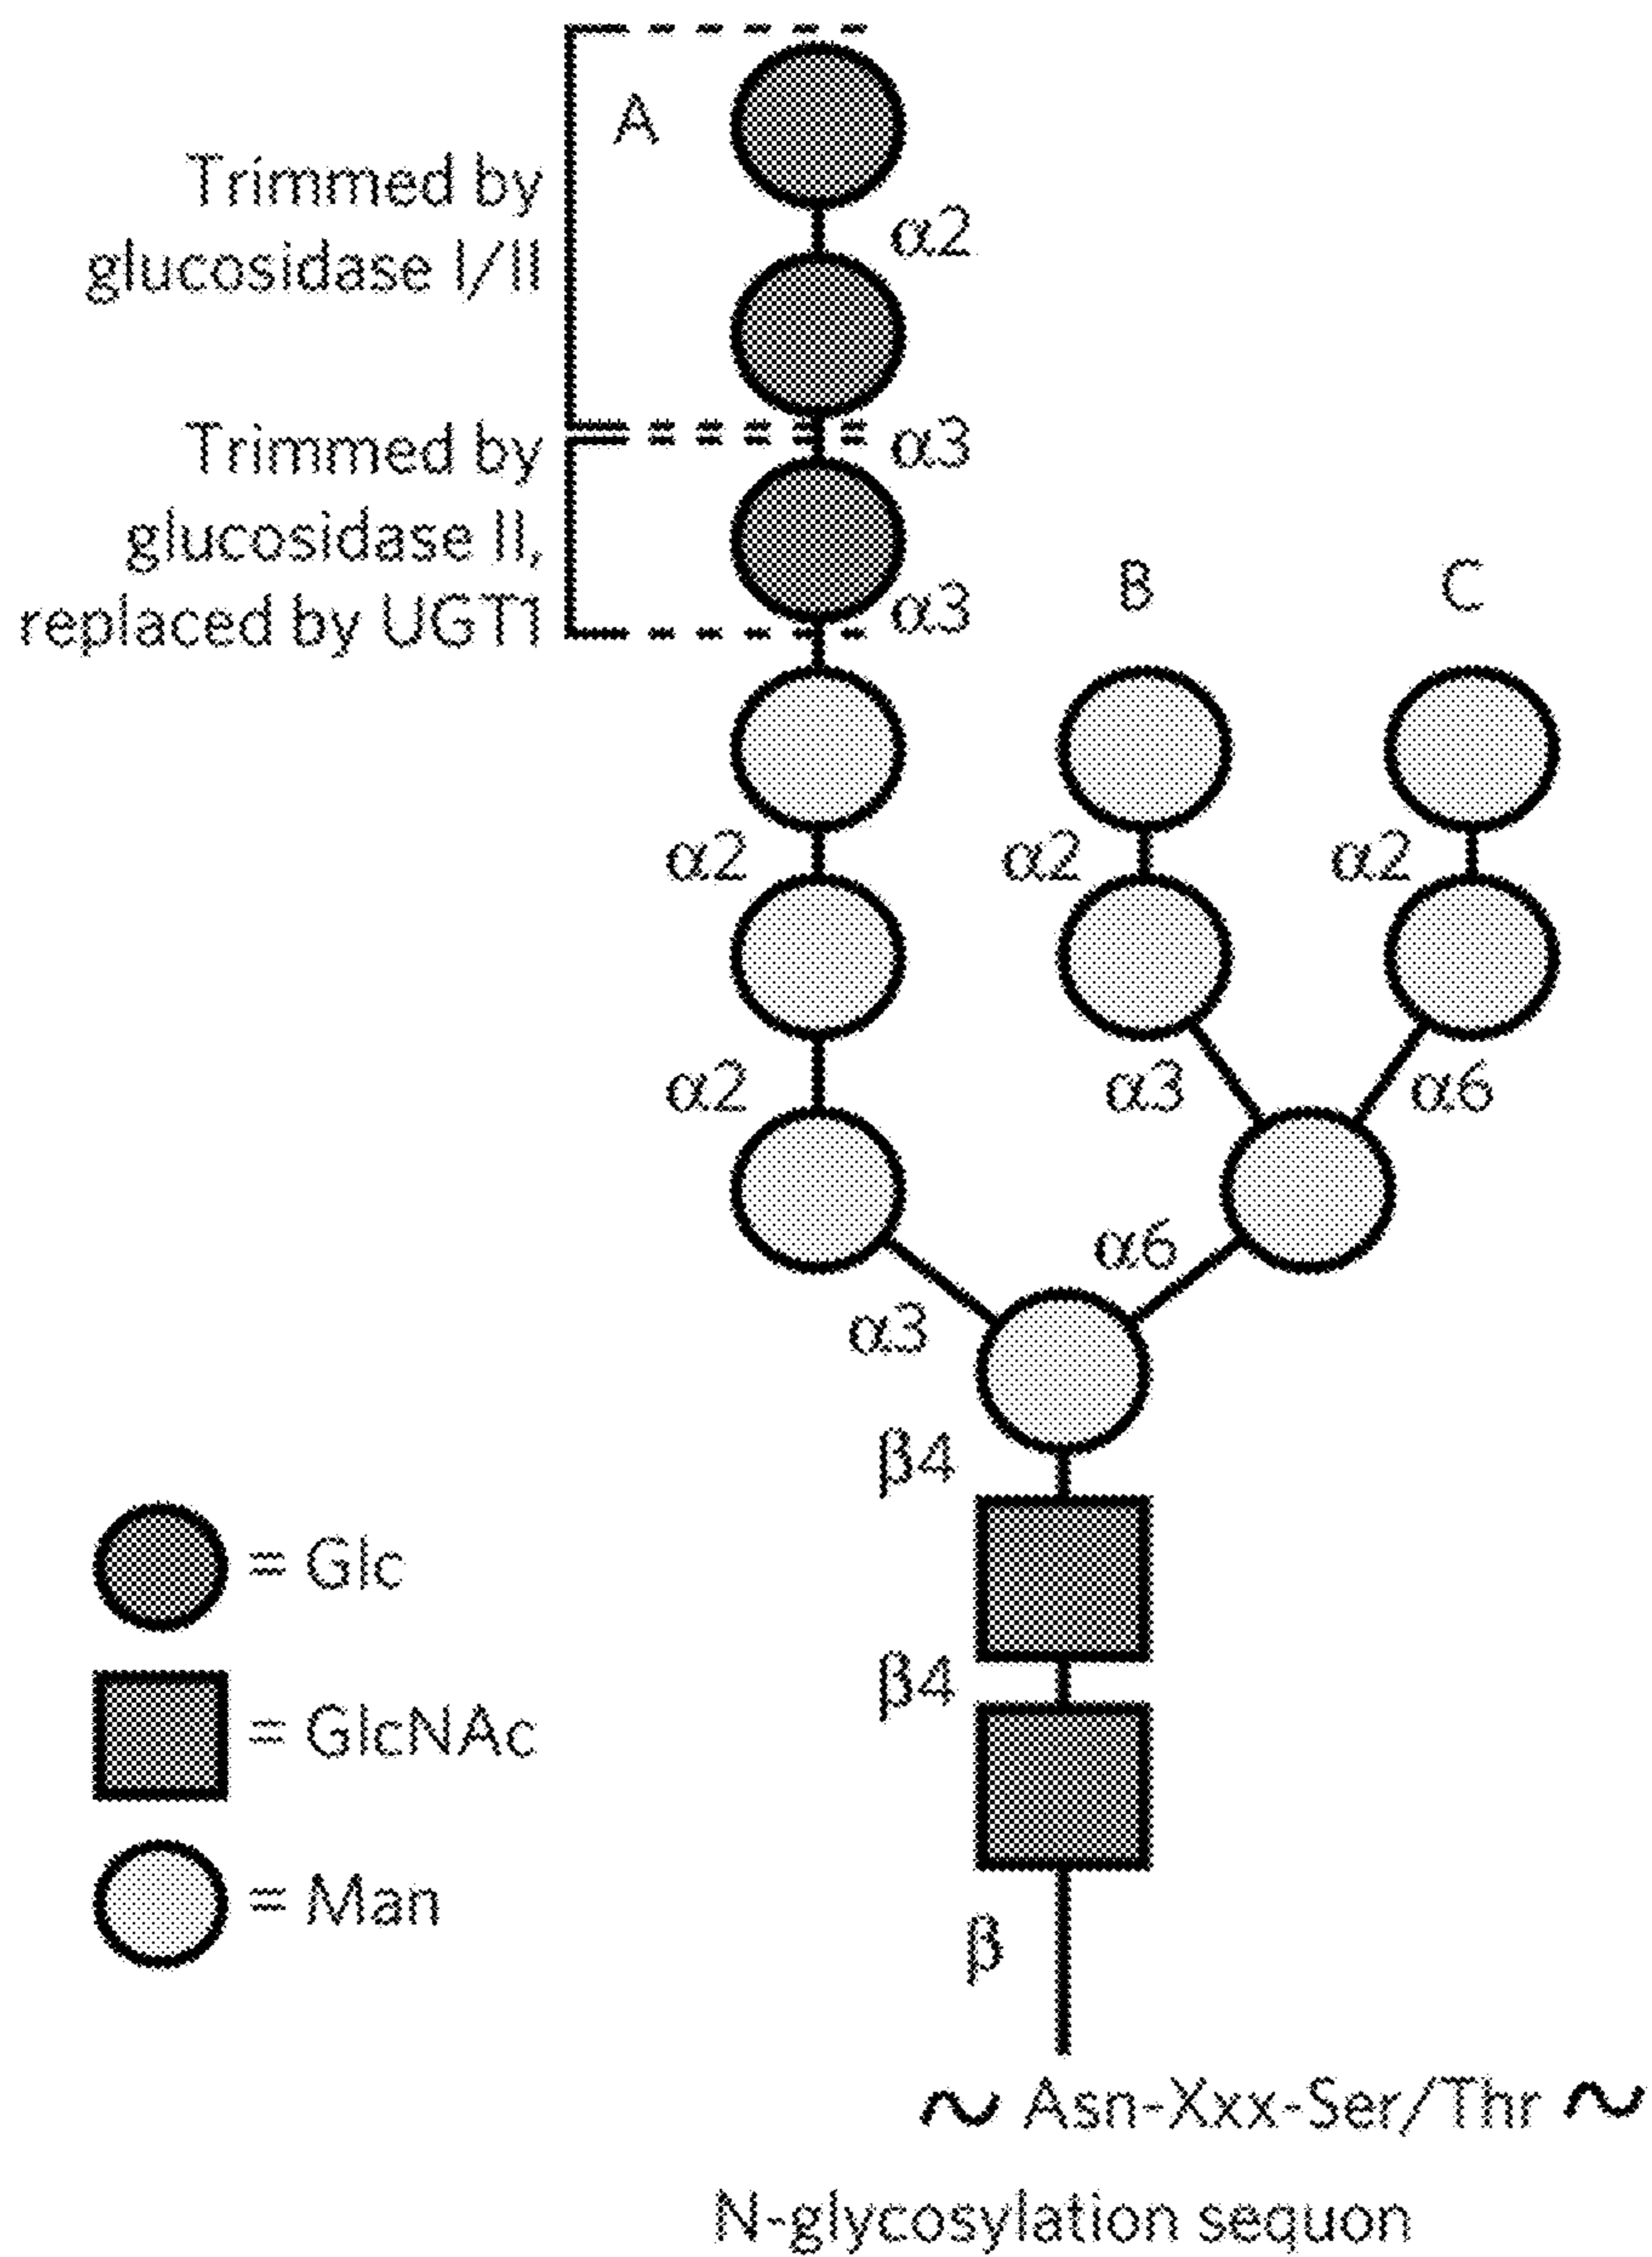 A
Trimmed by
glucosidase I/II
α2
Trimmed by
glucosidase II,
replaced by UGT1
α3
α3
B
C
α2
α2
α2
α2
α3
α6
α6
α3
β4
= Glc
β4
= GlcNAc
= Man
β
~ Asn-Xxx-Ser/Thr ~
N-glycosylation sequon